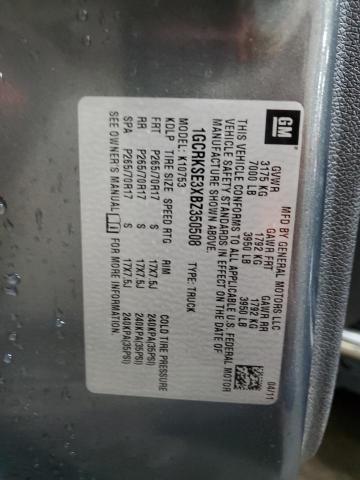 GM
MFD BY GENERAL MOTORS LLC
04/11
GVWR GAWR FRT GAWR RR
3175 KG 1792 KG 1792 KG
7000 LB 3950 LB 3950 LB
THIS VEHICLE CONFORMS TO ALL APPLICABLE U.S. FEDERAL MOTOR
VEHICLE SAFETY STANDARDS IN EFFECT ON THE DATE OF
MANUFACTURE SHOWN ABOVE.
1GCRKSE3XBZ350508 TYPE: TRUCK
MODEL: K10753
KDLP TIRE SIZE SPEED RTG RIM COLD TIRE PRESSURE
FRT P265/70R17 S 17X7.5J 240KPA(35PSI)
RR P265/70R17 S 17X7.5J 240KPA(35PSI)
SPA P265/70R17 S 17X7.5J 240KPA(35PSI)
SEE OWNER'S MANUAL